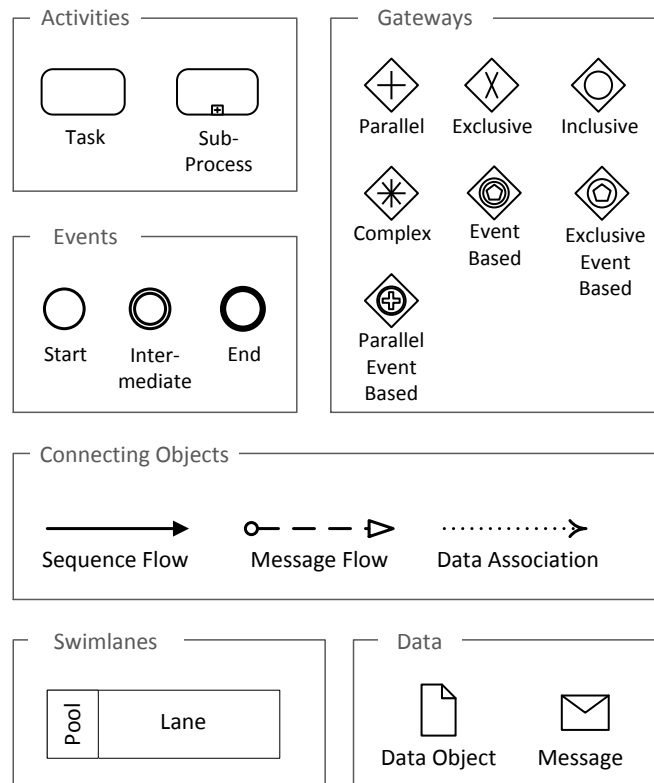 Activities
Task
Sub-
Process
Gateways
Parallel
Exclusive
Inclusive
Complex
Event
Based
Exclusive
Event
Based
Parallel
Event
Based
Events
Start
Inter-
mediate
End
Connecting Objects
Sequence Flow
Message Flow
Data Association
Swimlanes
Pool
Lane
Data
Data Object
Message